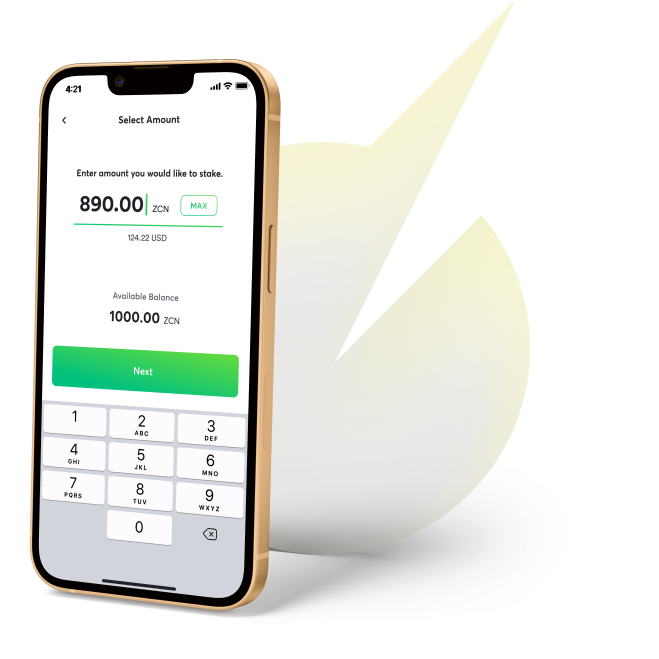 4:21
Select Amount
Enter amount you would like to stake.
890.00 ZCN MAX
124.22 USD
Available Balance
1000.00 ZCN
Next
1 2 3
ABC DEF
4 5 6
GHI JKL MNO
7 8 9
PQRS TUV WXYZ
0